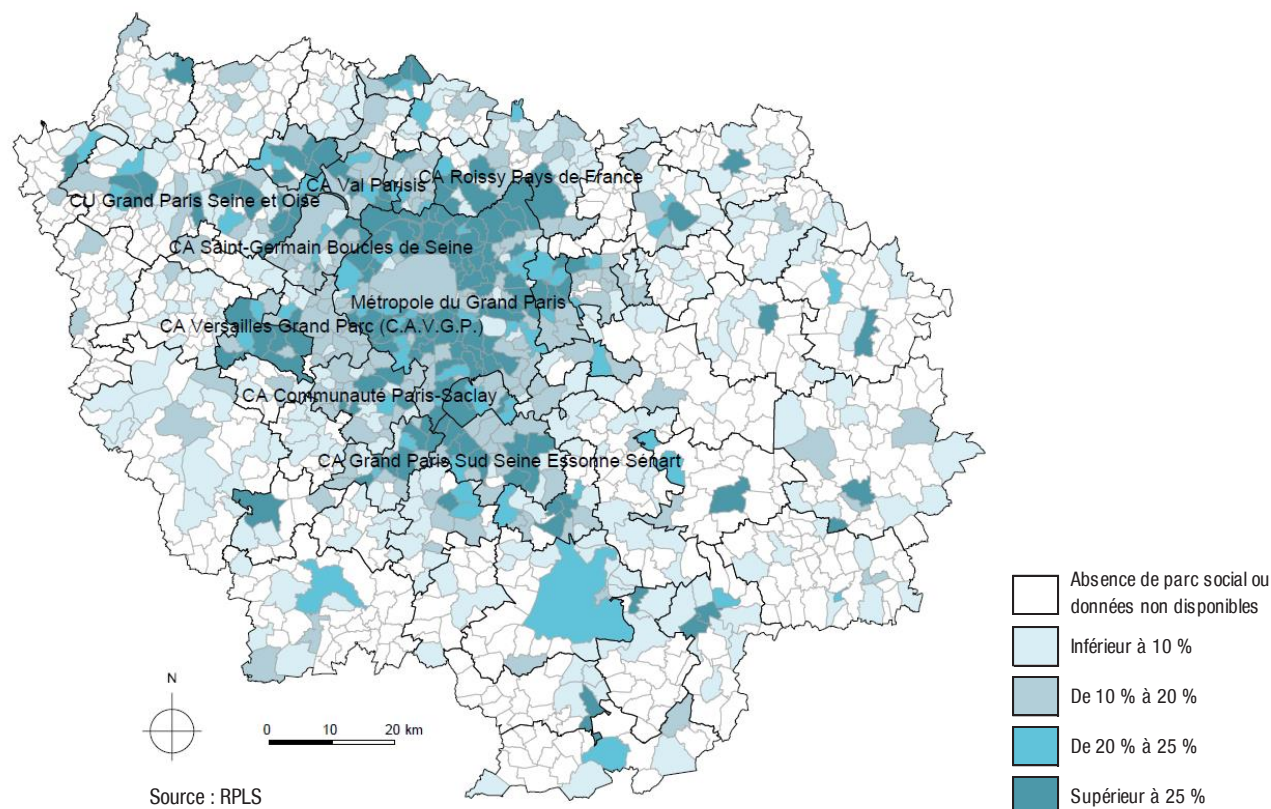 CA Val Parisis
CA Roissy Pays de France
CU Grand Paris Seine et Oise
CA Saint-Germain Boucles de Seine
Métropole du Grand Paris
CA Versailles Grand Parc (C.A.V.G.P.)
CA Communauté Paris-Saclay
CA Grand Paris Sud Seine Essonne Sénart
N
0 10 20 km
Source : RPLS
Absence de parc social ou
données non disponibles
Inférieur à 10 %
De 10 % à 20 %
De 20 % à 25 %
Supérieur à 25 %